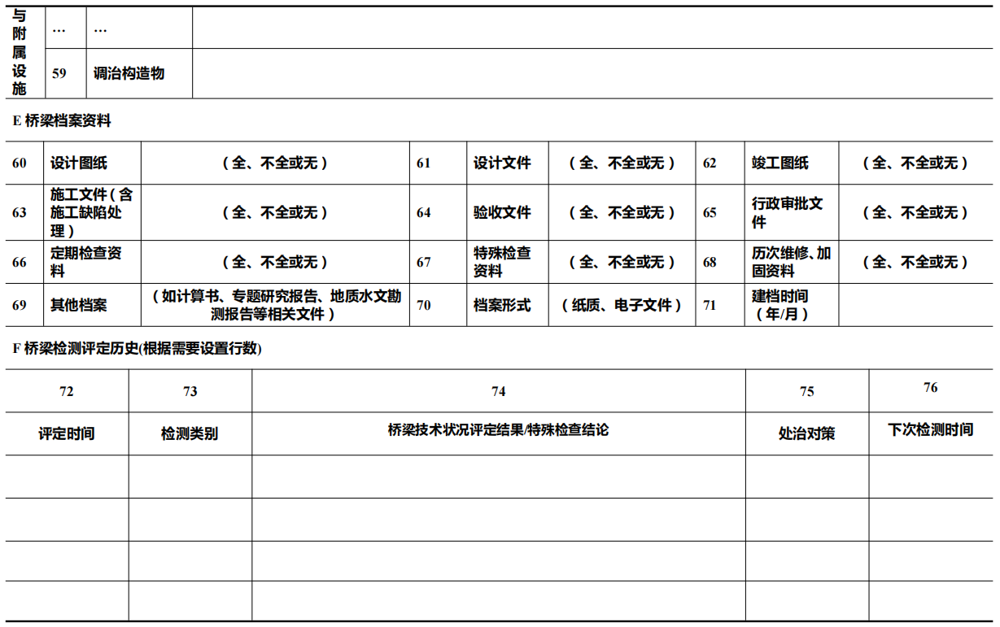 与
附
属
设
施
… …
59 调治构造物
E 桥梁档案资料
60 设计图纸 （全、不全或无） 61 设计文件 （全、不全或无） 62 竣工图纸 （全、不全或无）
63 施工文件（含
施工缺陷处
理） （全、不全或无） 64 验收文件 （全、不全或无） 65 行政审批文
件 （全、不全或无）
66 定期检查资
料 （全、不全或无） 67 特殊检查
资料 （全、不全或无） 68 历次维修、加
固资料 （全、不全或无）
69 其他档案 （如计算书、专题研究报告、地质水文勘
测报告等相关文件） 70 档案形式 （纸质、电子文件） 71 建档时间
（年/月）
F 桥梁检测评定历史(根据需要设置行数)
72 73 74 75 76
评定时间 检测类别 桥梁技术状况评定结果/特殊检查结论 处治对策 下次检测时间